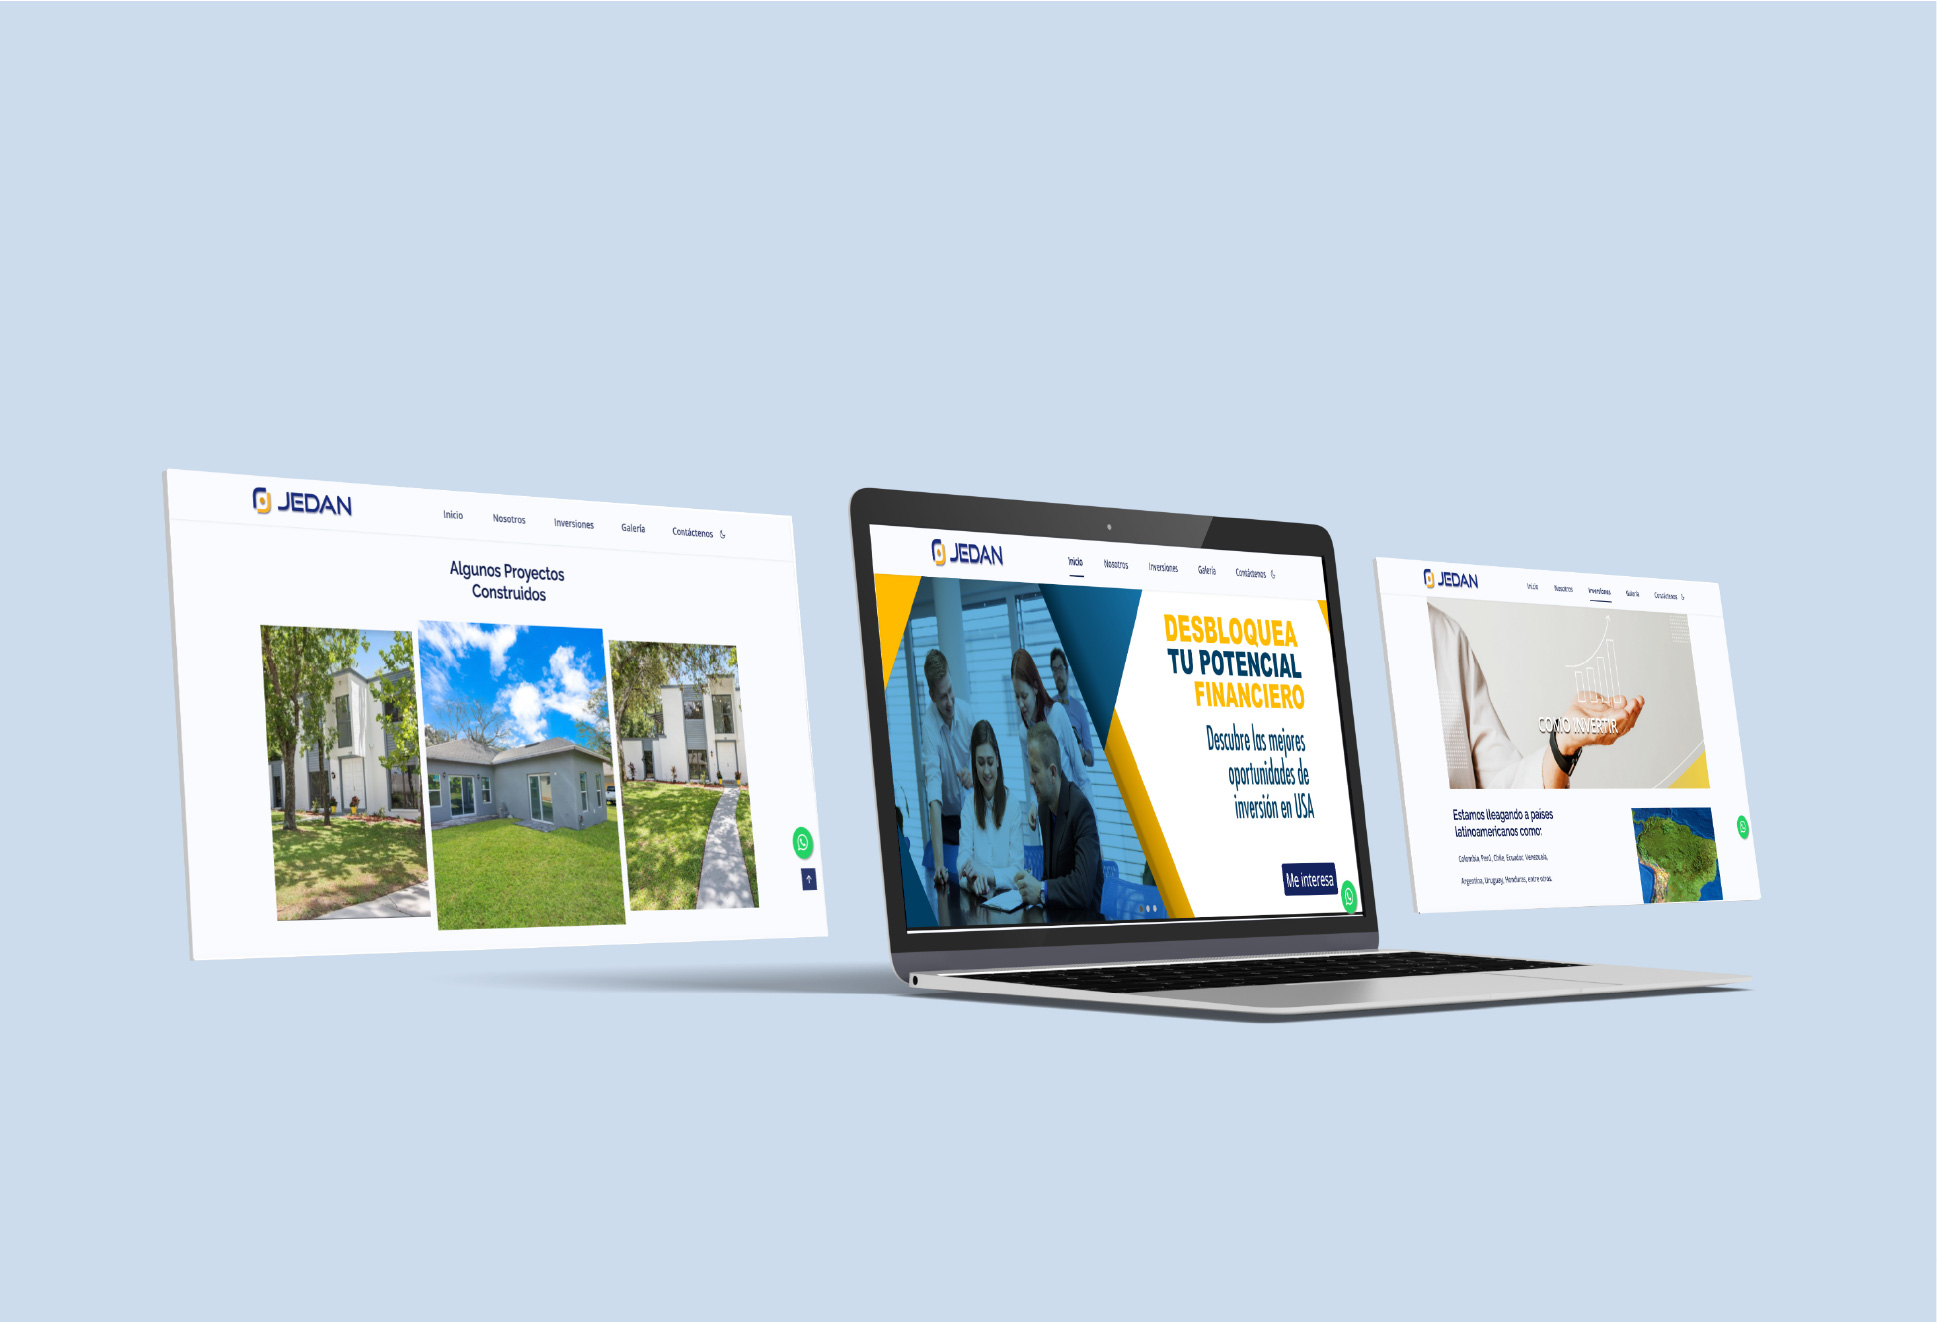 JEDAN
Inicio
Nosotros
Inversiones
Galería
Contáctenos
Algunos Proyectos
Construidos
JEDAN
Inicio
Nosotros
Inversiones
Galería
Contáctenos
DESBLOQUEA
TU POTENCIAL
FINANCIERO
Descubre las mejores
oportunidades de
inversión en USA
Me interesa
JEDAN
Inicio
Nosotros
Inversiones
Galería
Contáctenos
COMO INVERTIR
Estamos lleagando a países
latinoamericanos como:
Colombia, Perú, Chile, Ecuador, Venezuela,
Argentina, Uruguay, Honduras, entre otros.